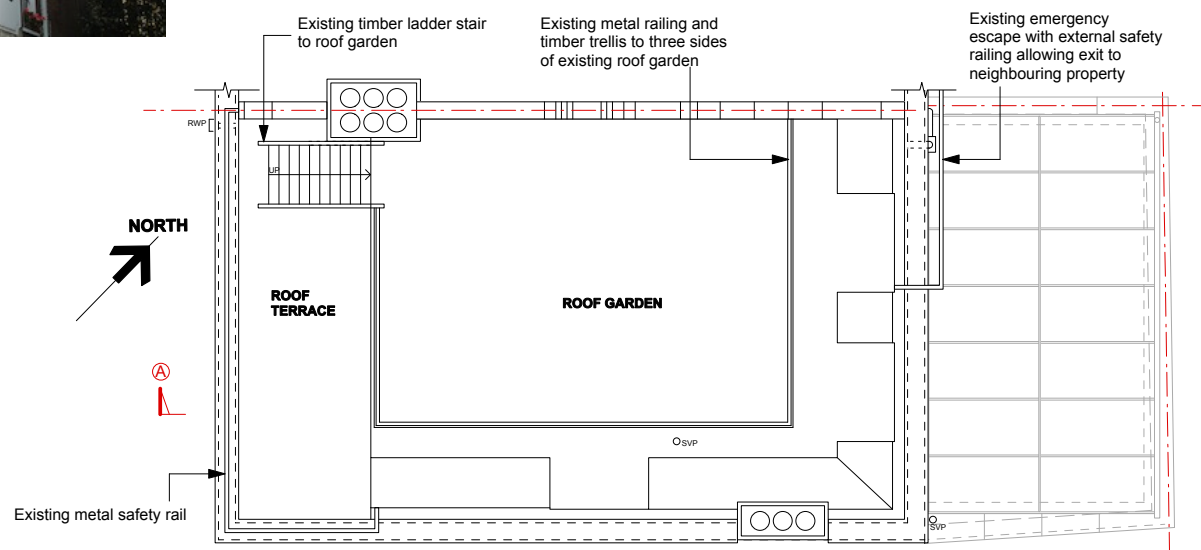 Existing timber ladder stair
to roof garden
Existing metal railing and
timber trellis to three sides
of existing roof garden
Existing emergency
escape with external safety
railing allowing exit to
neighbouring property
RWP
UP
NORTH
ROOF
TERRACE
ROOF GARDEN
A
SVP
Existing metal safety rail
SVP